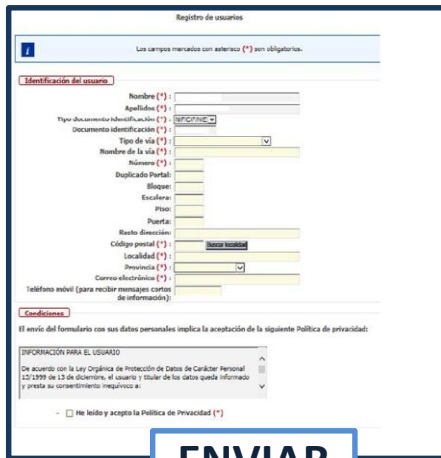 Registro de usuarios
i
Los campos marcados con asterisco (*) son obligatorios.
Identificación del usuario
Nombre (*) :
Apellidos (*) :
Tipo documento identificación (*) : NIF/CIF/NIE
Documento identificación (*) :
Tipo de vía (*) :
Nombre de la vía (*) :
Número (*) :
Duplicado Portal:
Bloque:
Escalera:
Piso:
Puerta:
Resto dirección:
Código postal (*) : Buscar localidad
Localidad (*) :
Provincia (*) :
Correo electrónico (*) :
Teléfono móvil (para recibir mensajes cortos
de información):
Condiciones
El envío del formulario con sus datos personales implica la aceptación de la siguiente Política de privacidad:
INFORMACIÓN PARA EL USUARIO
De acuerdo con la Ley Orgánica de Protección de Datos de Carácter Personal
15/1999 de 13 de diciembre, el usuario y titular de los datos queda informado
y presta su consentimiento inequívoco a:
- He leído y acepto la Política de Privacidad (*)
ENVIAR